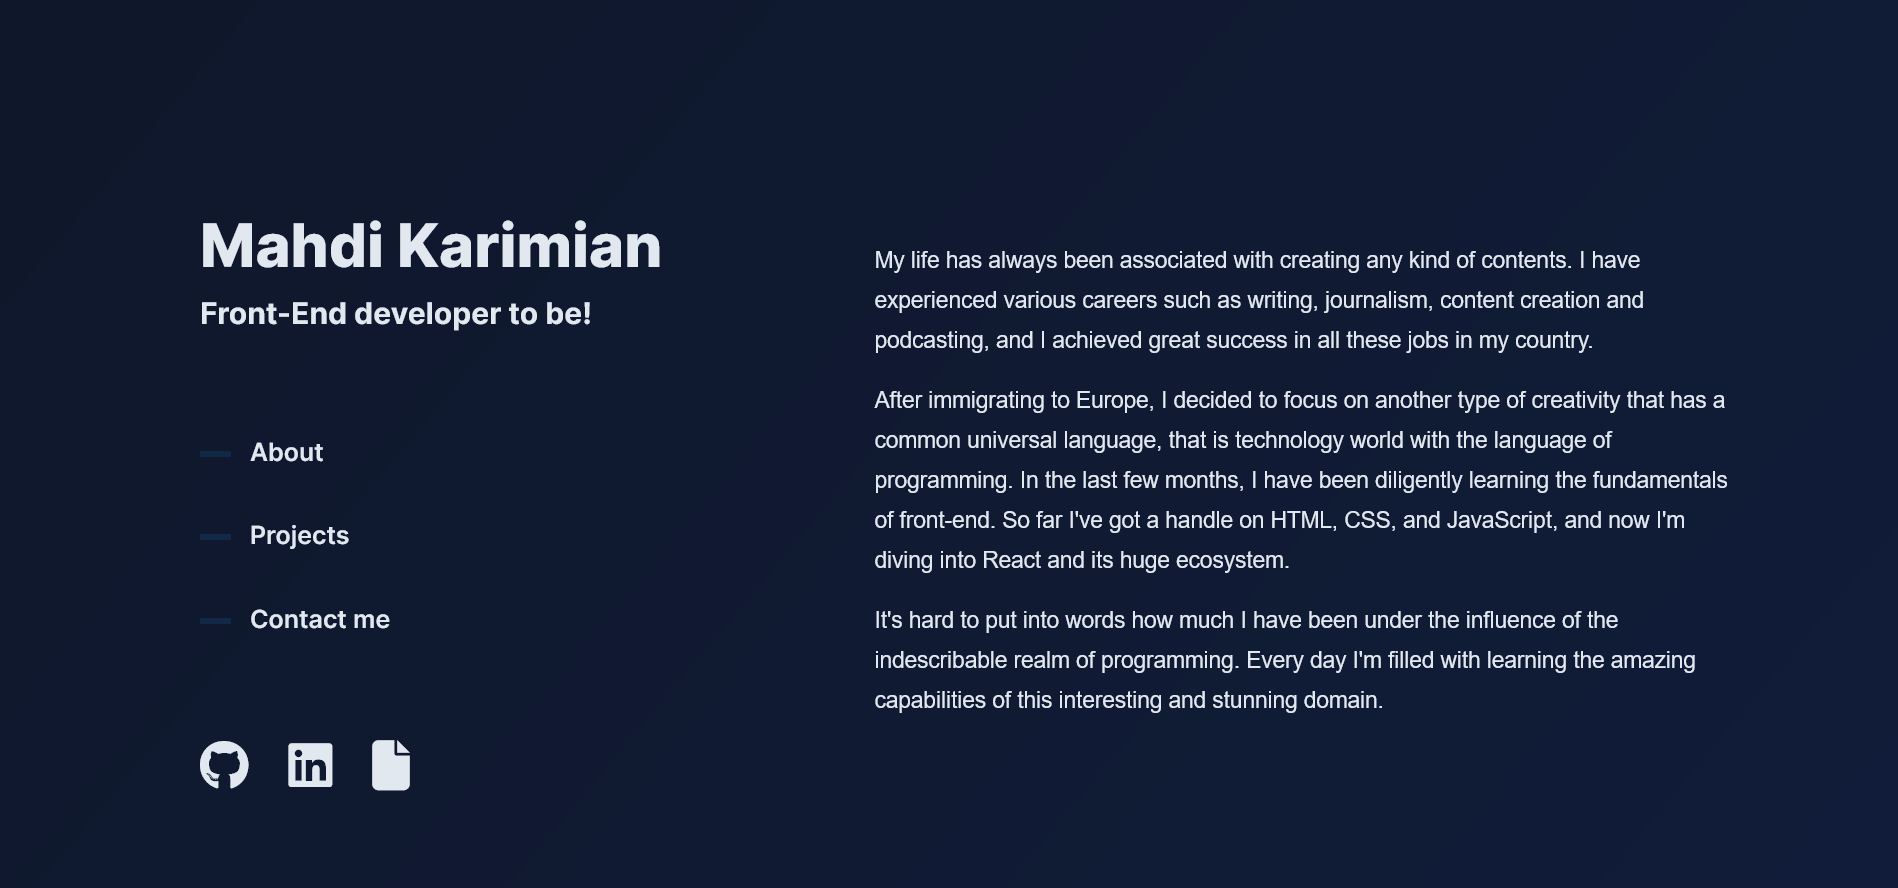 Mahdi Karimian
Front-End developer to be!
About
Projects
Contact me
in
My life has always been associated with creating any kind of contents. I have
experienced various careers such as writing, journalism, content creation and
podcasting, and I achieved great success in all these jobs in my country.
After immigrating to Europe, I decided to focus on another type of creativity that has a
common universal language, that is technology world with the language of
programming. In the last few months, I have been diligently learning the fundamentals
of front-end. So far I've got a handle on HTML, CSS, and JavaScript, and now I'm
diving into React and its huge ecosystem.
It's hard to put into words how much I have been under the influence of the
indescribable realm of programming. Every day I'm filled with learning the amazing
capabilities of this interesting and stunning domain.